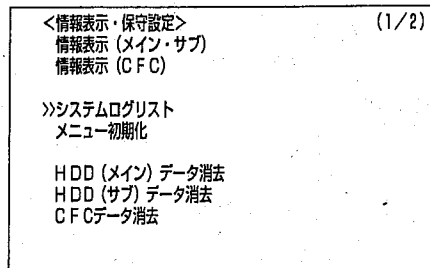 <情報表示・保守設定> (1/2)
情報表示（メイン・サブ）
情報表示（ＣＦＣ）
≫システムログリスト
メニュー初期化
ＨＤＤ（メイン）データ消去
ＨＤＤ（サブ）データ消去
ＣＦＣデータ消去